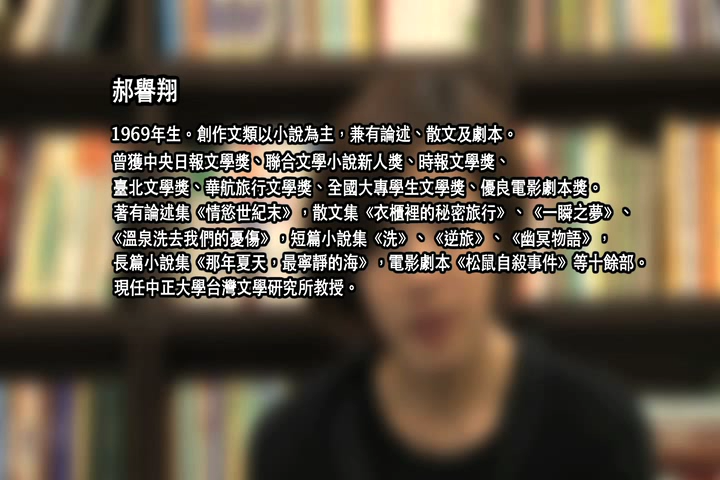 郝譽翔
1969年生。創作文類以小說為主，兼有論述、散文及劇本。
曾獲中央日報文學獎、聯合文學小說新人獎、時報文學獎、
臺北文學獎、華航旅行文學獎、全國大專學生文學獎、優良電影劇本獎。
著有論述集《情慾世紀末》，散文集《衣櫃裡的秘密旅行》、《一瞬之夢》、
《溫泉洗去我們的憂傷》，短篇小說集《洗》、《逆旅》、《幽冥物語》，
長篇小說集《那年夏天，最寧靜的海》，電影劇本《松鼠自殺事件》等十餘部。
現任中正大學台灣文學研究所教授。